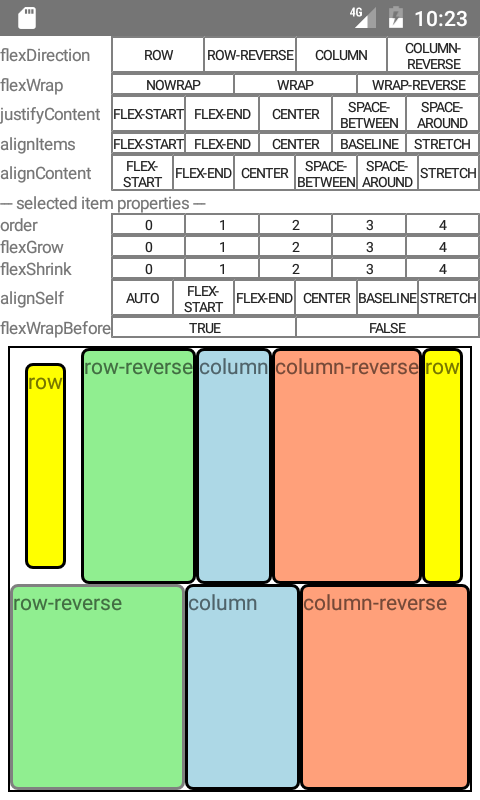 4G 10:23
flexDirection ROW ROW-REVERSE COLUMN COLUMN-REVERSE
flexWrap NOWRAP WRAP WRAP-REVERSE
justifyContent FLEX-START FLEX-END CENTER SPACE-BETWEEN SPACE-AROUND
alignItems FLEX-START FLEX-END CENTER BASELINE STRETCH
alignContent FLEX-START FLEX-END CENTER SPACE-BETWEEN SPACE-AROUND STRETCH
— selected item properties —
order 0 1 2 3 4
flexGrow 0 1 2 3 4
flexShrink 0 1 2 3 4
alignSelf AUTO FLEX-START FLEX-END CENTER BASELINE STRETCH
flexWrapBefore TRUE FALSE
row row-reverse column column-reverse row
row-reverse column column-reverse